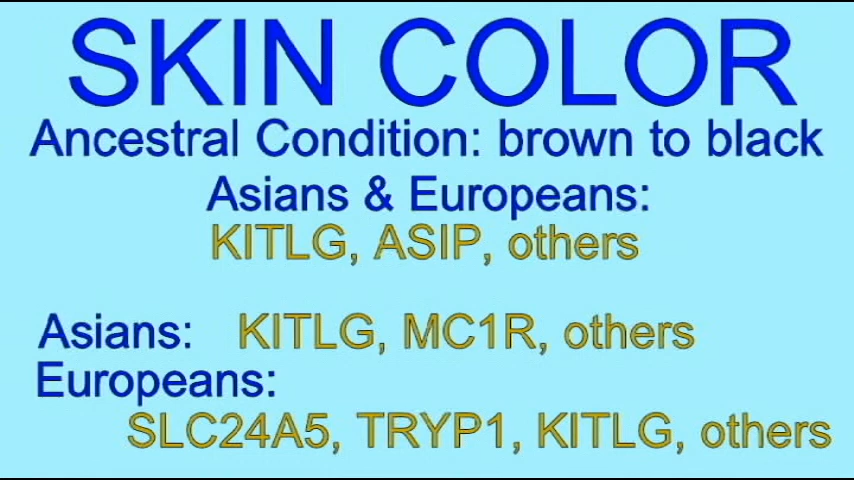 SKIN COLOR
Ancestral Condition: brown to black
Asians & Europeans:
KITLG, ASIP, others
Asians: KITLG, MC1R, others
Europeans:
SLC24A5, TRYP1, KITLG, others